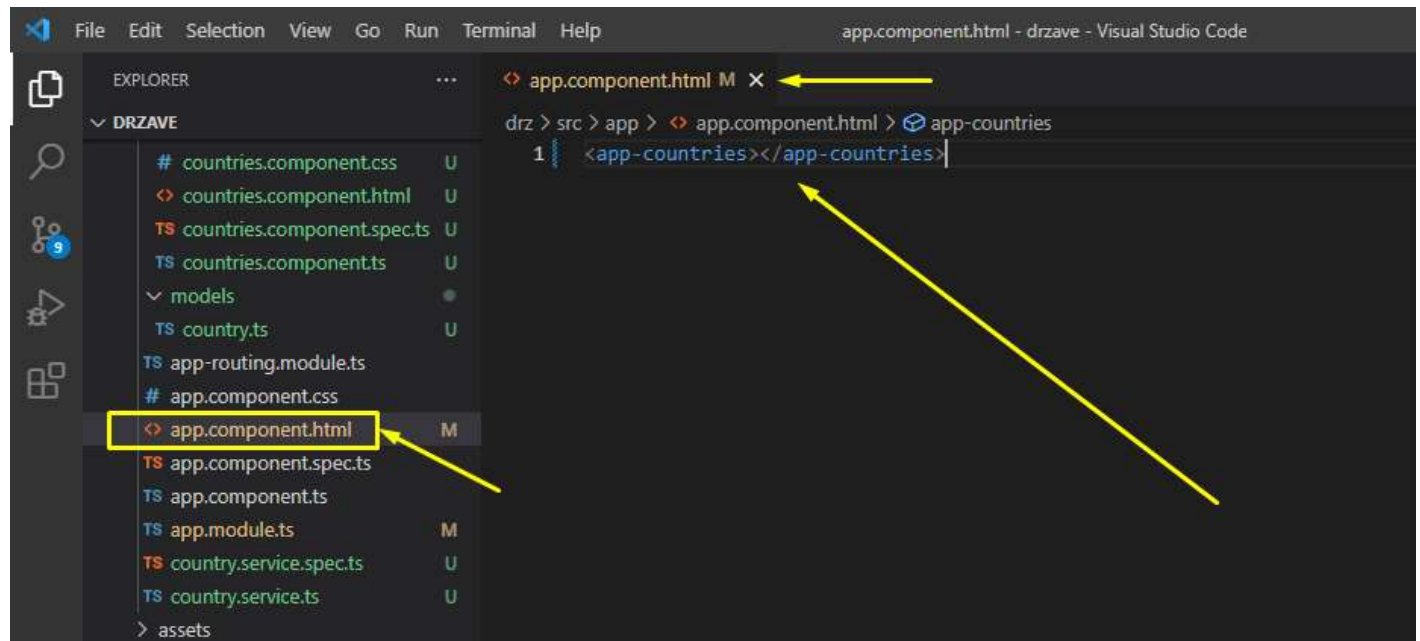 File Edit Selection View Go Run Terminal Help app.component.html - drzave - Visual Studio Code
EXPLORER ···
DRZAVE
# countries.component.css U
<> countries.component.html U
TS countries.component.spec.ts U
TS countries.component.ts U
models
TS country.ts U
TS app-routing.module.ts
# app.component.css
<> app.component.html M
TS app.component.spec.ts
TS app.component.ts
TS app.module.ts M
TS country.service.spec.ts U
TS country.service.ts U
> assets
9
<> app.component.html M ×
drz > src > app > <> app.component.html > app-countries
1 <app-countries></app-countries>